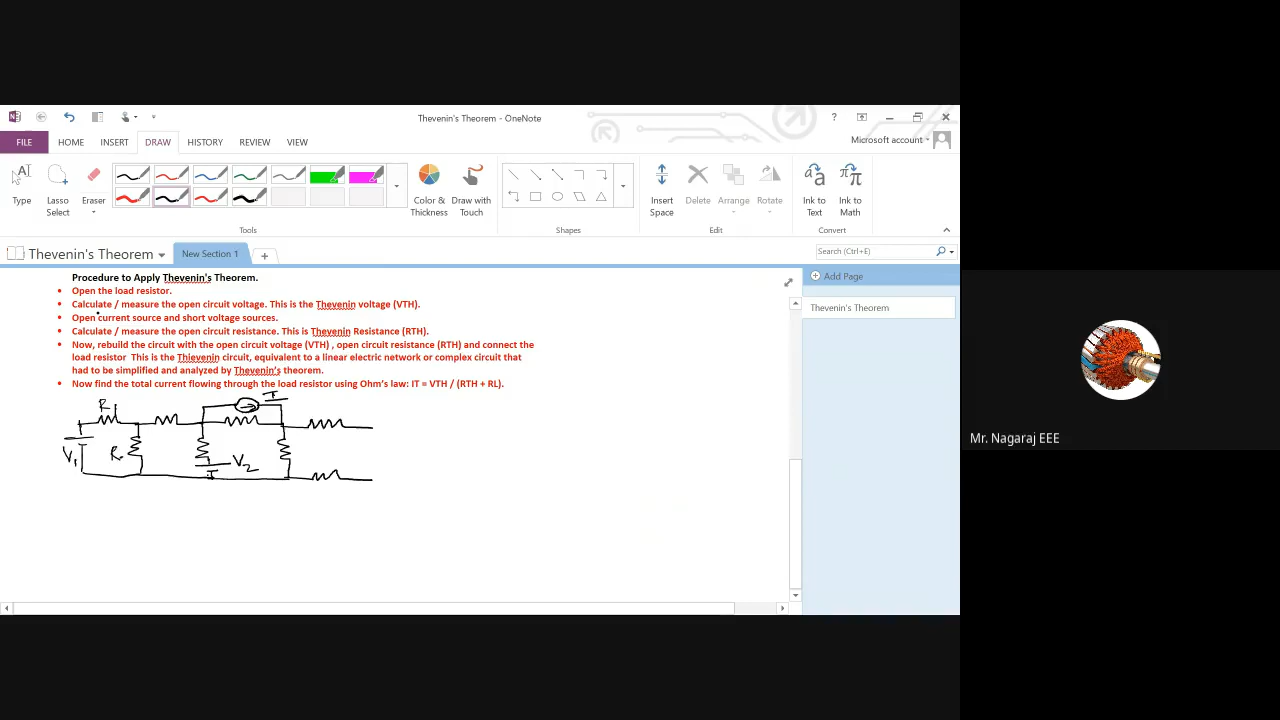 Thevenin's Theorem - OneNote
?
FILE HOME INSERT DRAW HISTORY REVIEW VIEW
Microsoft account
Type
Lasso Select
Eraser
Color & Thickness
Draw with Touch
Insert Space
Delete
Arrange
Rotate
Ink to Text
Ink to Math
Tools Shapes Edit Convert
Thevenin's Theorem New Section 1 +
Search (Ctrl+E)
Add Page
Thevenin's Theorem
Procedure to Apply Thevenin's Theorem.
• Open the load resistor.
• Calculate / measure the open circuit voltage. This is the Thevenin voltage (VTH).
• Open current source and short voltage sources.
• Calculate / measure the open circuit resistance. This is Thevenin Resistance (RTH).
• Now, rebuild the circuit with the open circuit voltage (VTH) , open circuit resistance (RTH) and connect the
load resistor This is the Thievenin circuit, equivalent to a linear electric network or complex circuit that
had to be simplified and analyzed by Thevenin's theorem.
• Now find the total current flowing through the load resistor using Ohm's law: IT = VTH / (RTH + RL).
I
V1
V2
Mr. Nagaraj EEE